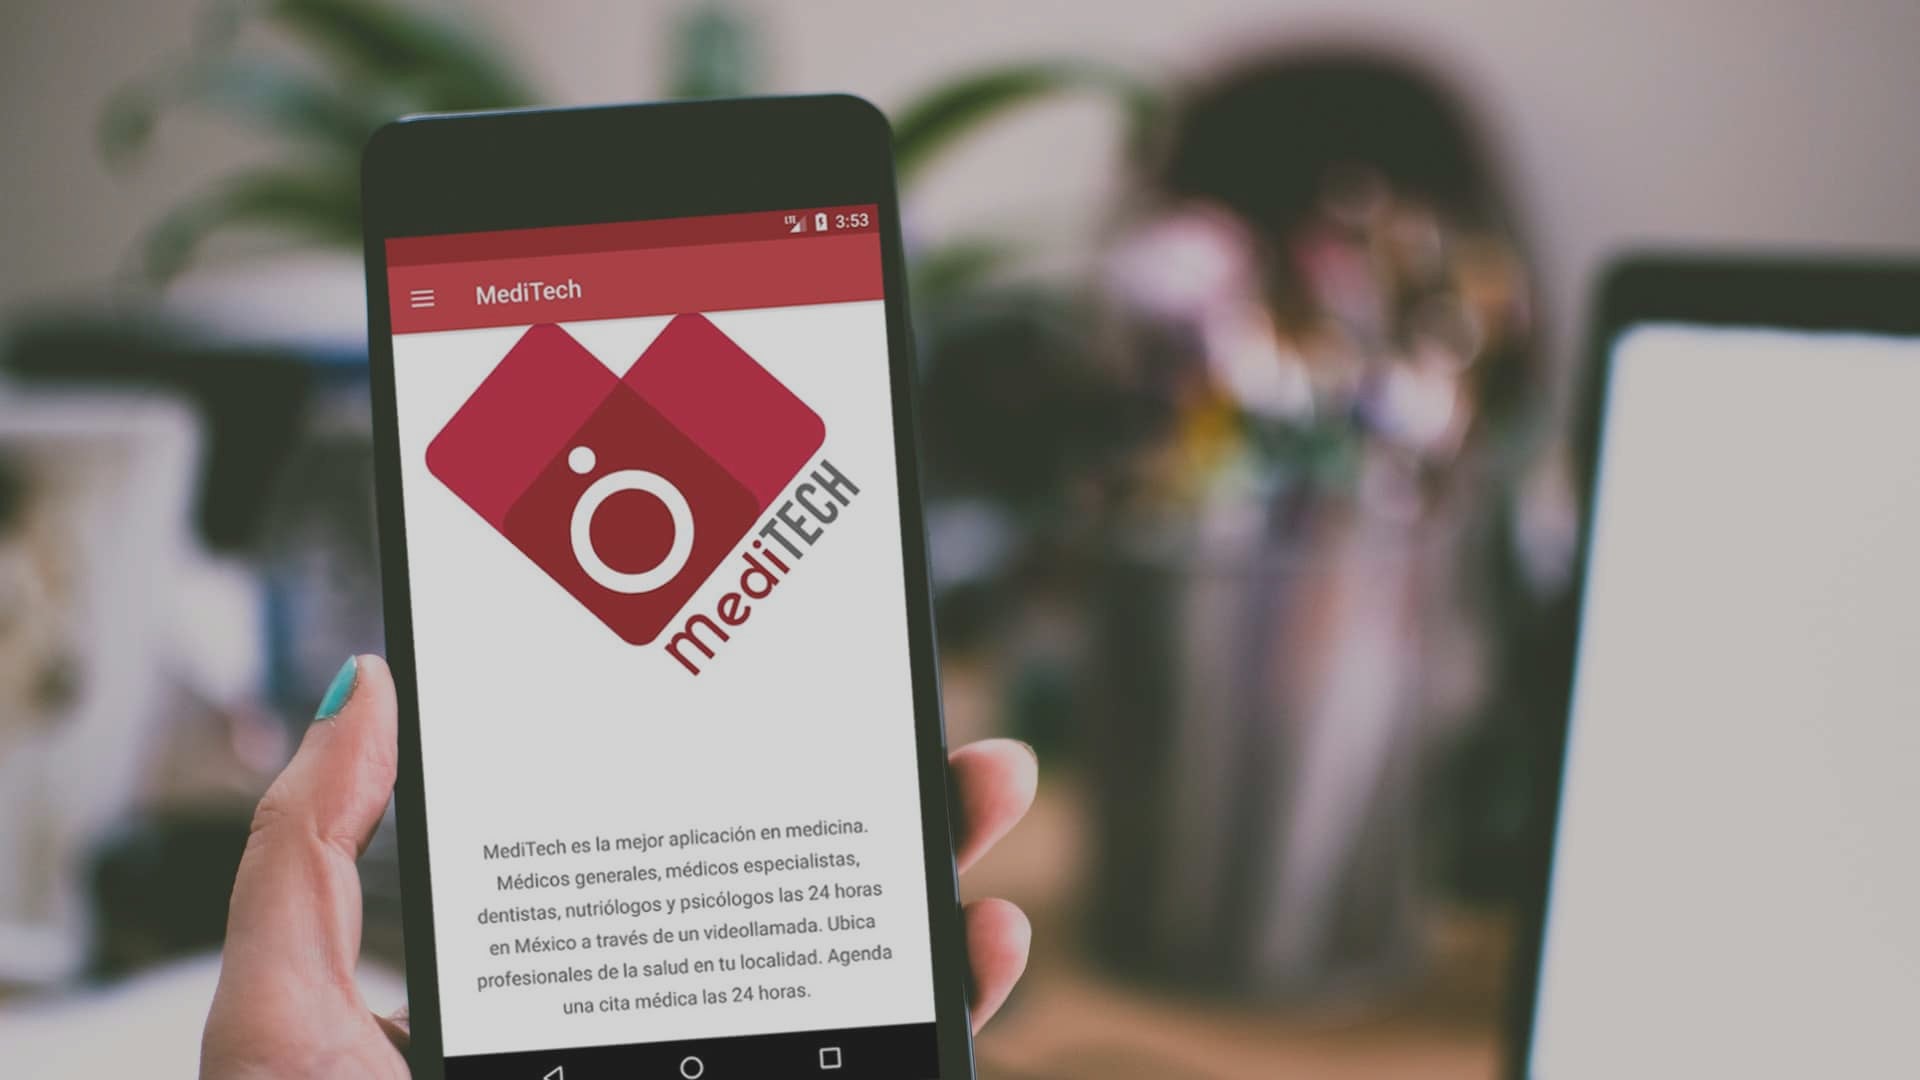 LTE 3:53
MediTech
mediTECH
MediTech es la mejor aplicación en medicina.
Médicos generales, médicos especialistas,
dentistas, nutriólogos y psicólogos las 24 horas
en México a través de un videollamada. Ubica
profesionales de la salud en tu localidad. Agenda
una cita médica las 24 horas.